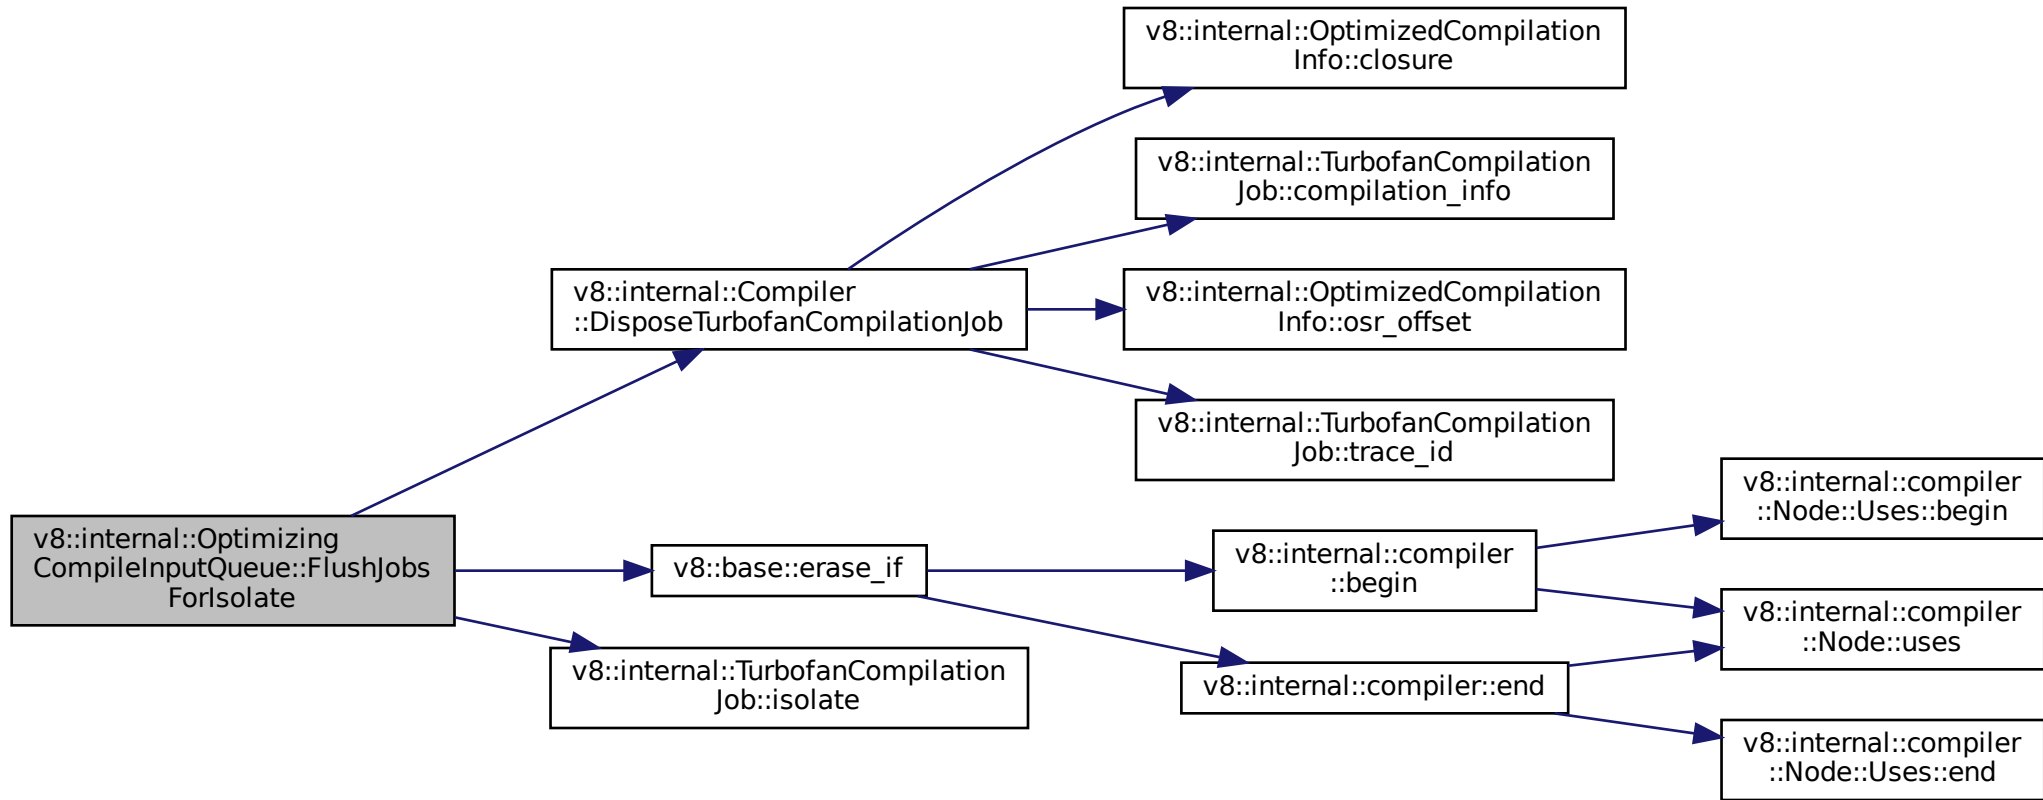 v8::internal::OptimizedCompilation
Info::closure
v8::internal::TurbofanCompilation
Job::compilation_info
v8::internal::Compiler
::DisposeTurbofanCompilationJob
v8::internal::OptimizedCompilation
Info::osr_offset
v8::internal::TurbofanCompilation
Job::trace_id
v8::internal::Optimizing
CompileInputQueue::FlushJobs
ForIsolate
v8::base::erase_if
v8::internal::TurbofanCompilation
Job::isolate
v8::internal::compiler
::begin
v8::internal::compiler::end
v8::internal::compiler
::Node::Uses::begin
v8::internal::compiler
::Node::uses
v8::internal::compiler
::Node::Uses::end